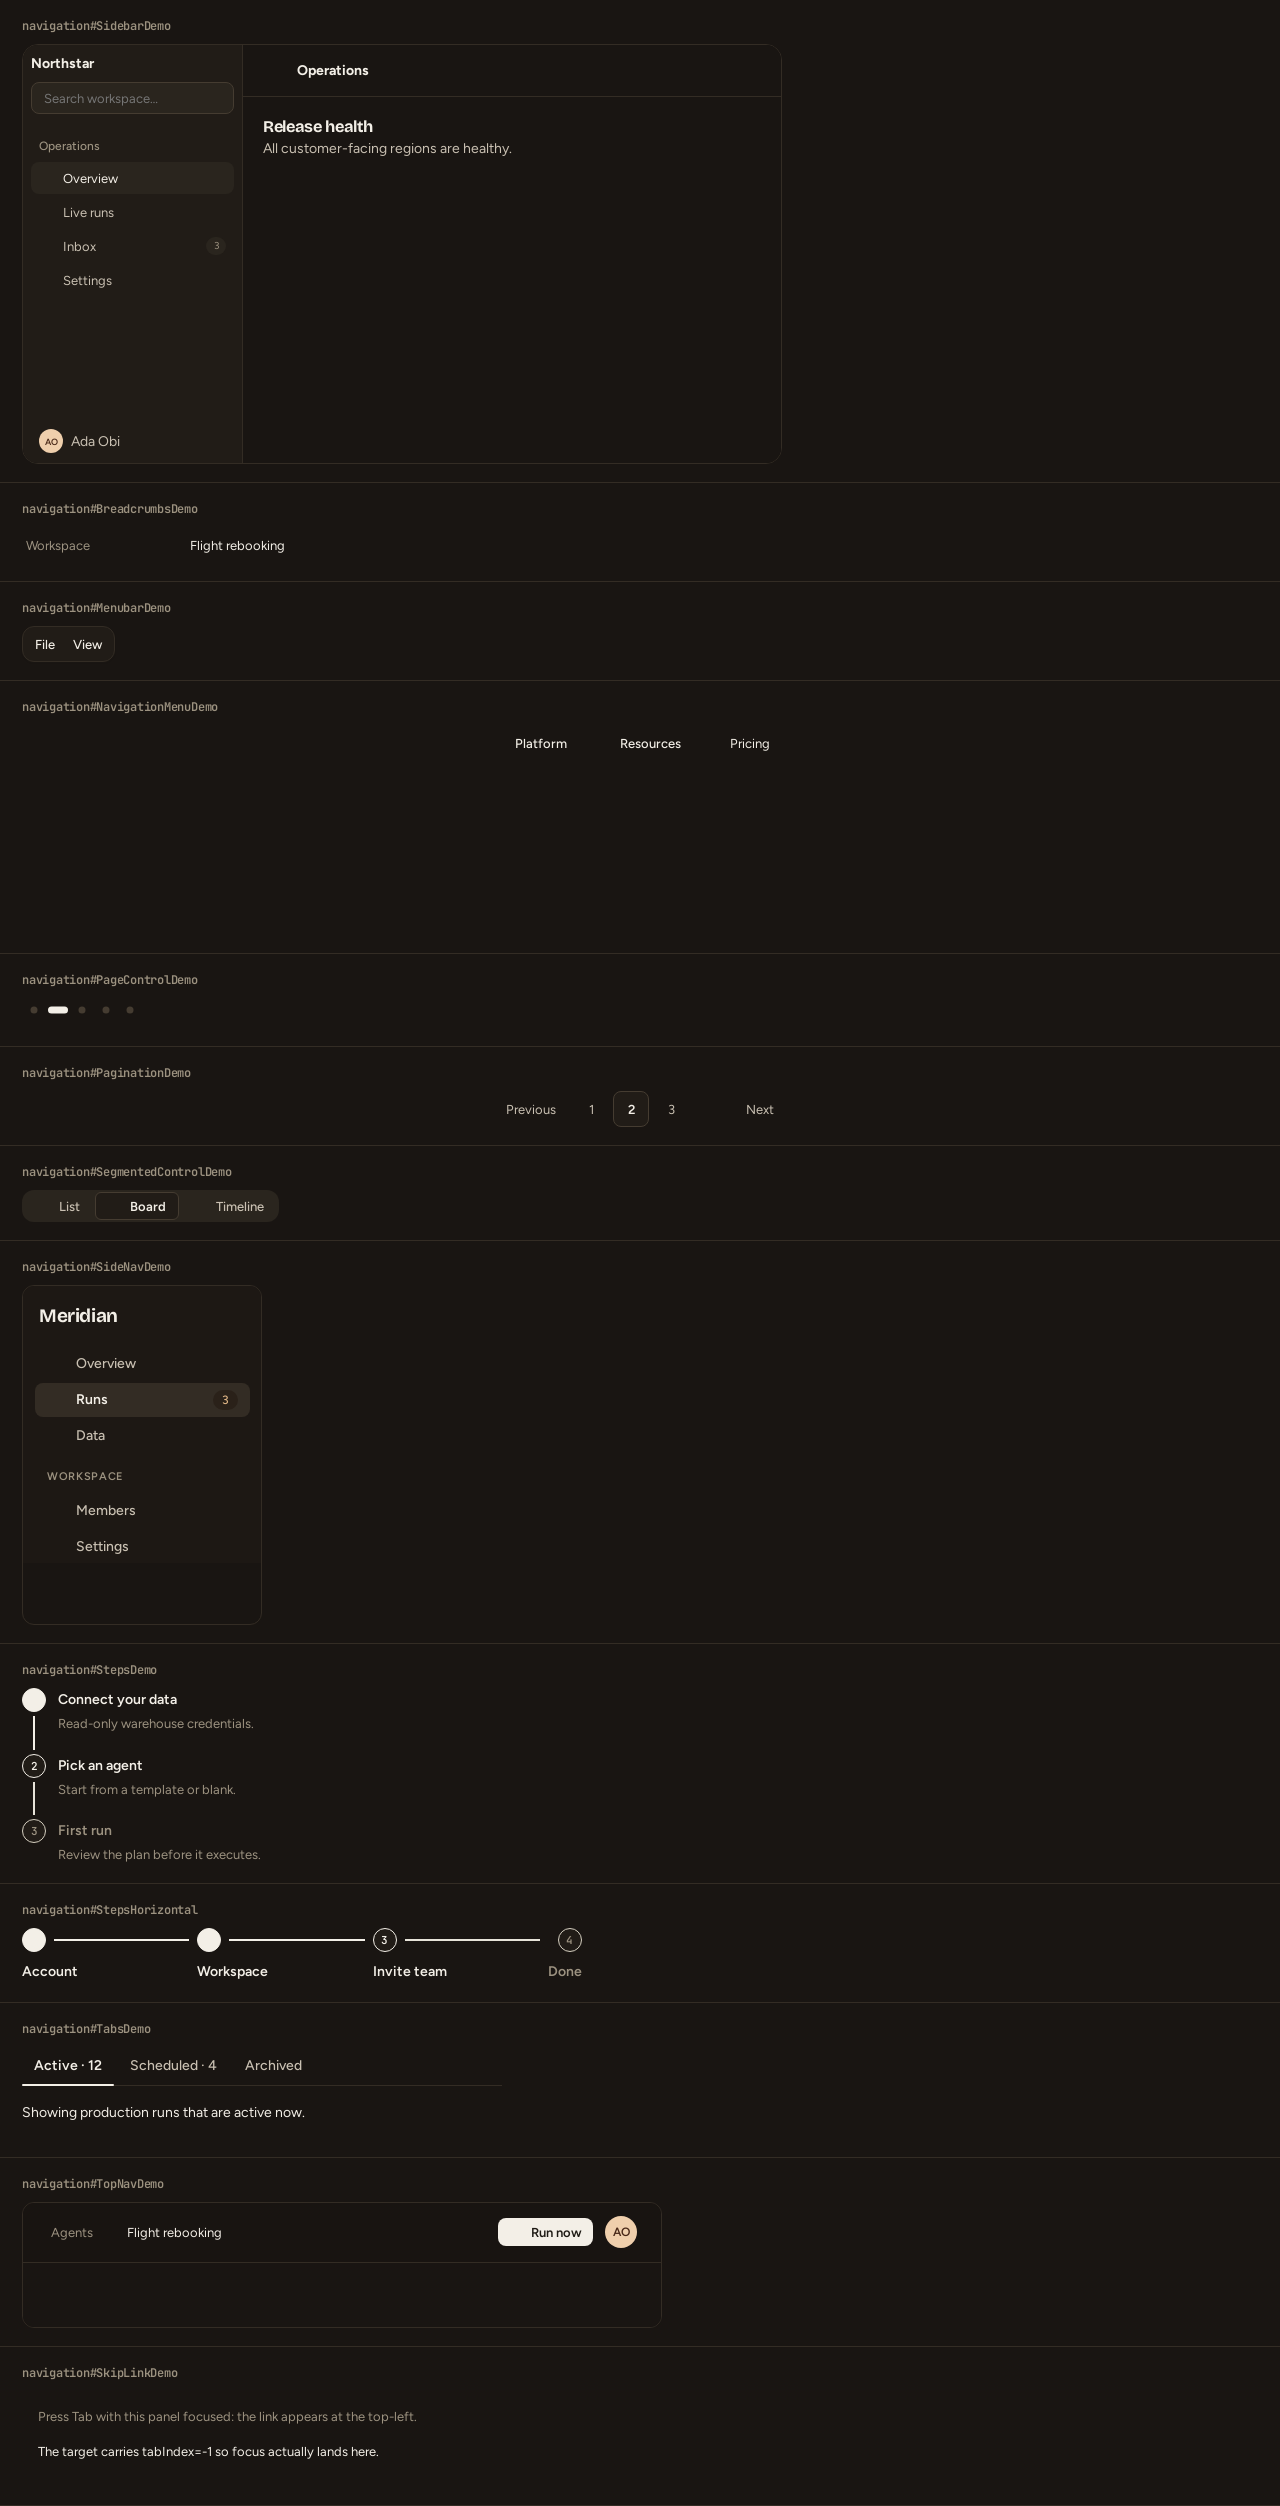 navigation#SidebarDemo
Northstar
Operations
Search workspace...
Release health
All customer-facing regions are healthy.
Operations
Overview
Live runs
Inbox 3
Settings
AO Ada Obi
navigation#BreadcrumbsDemo
Workspace Flight rebooking
navigation#MenubarDemo
File View
navigation#NavigationMenuDemo
Platform Resources Pricing
navigation#PageControlDemo
navigation#PaginationDemo
Previous 1 2 3 Next
navigation#SegmentedControlDemo
List Board Timeline
navigation#SideNavDemo
Meridian
Overview
Runs 3
Data
WORKSPACE
Members
Settings
navigation#StepsDemo
Connect your data
Read-only warehouse credentials.
2 Pick an agent
Start from a template or blank.
3 First run
Review the plan before it executes.
navigation#StepsHorizontal
3 4
Account Workspace Invite team Done
navigation#TabsDemo
Active · 12 Scheduled · 4 Archived
Showing production runs that are active now.
navigation#TopNavDemo
Agents Flight rebooking Run now AO
navigation#SkipLinkDemo
Press Tab with this panel focused: the link appears at the top-left.
The target carries tabIndex=-1 so focus actually lands here.